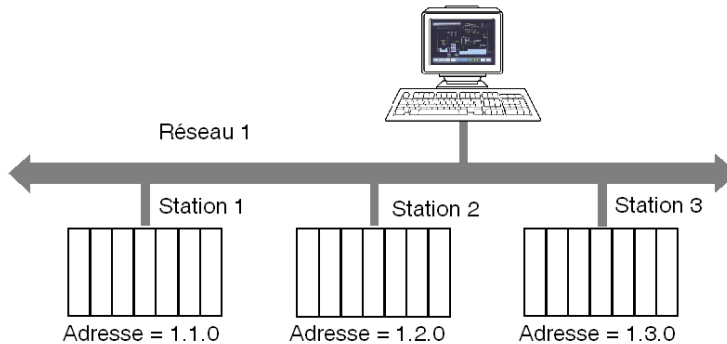 Réseau 1
Station 1
Station 2
Station 3
Adresse = 1.1.0
Adresse = 1.2.0
Adresse = 1.3.0